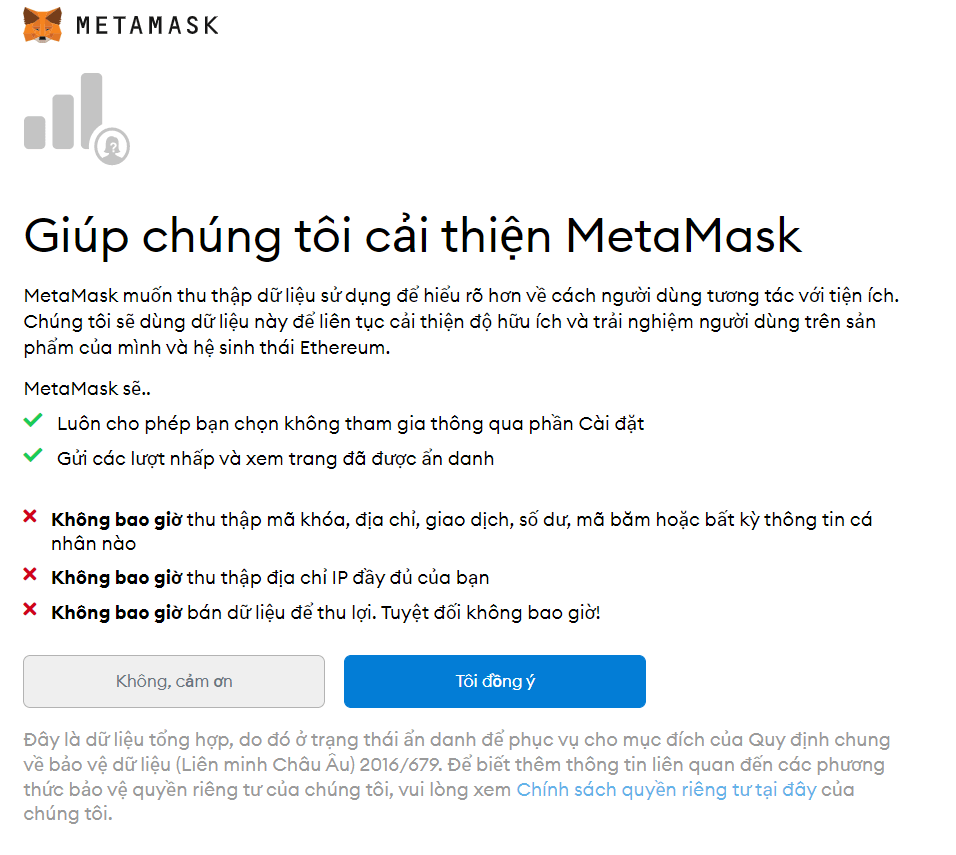 METAMASK
Giúp chúng tôi cải thiện MetaMask
MetaMask muốn thu thập dữ liệu sử dụng để hiểu rõ hơn về cách người dùng tương tác với tiện ích.
Chúng tôi sẽ dùng dữ liệu này để liên tục cải thiện độ hữu ích và trải nghiệm người dùng trên sản
phẩm của mình và hệ sinh thái Ethereum.
MetaMask sẽ..
Luôn cho phép bạn chọn không tham gia thông qua phần Cài đặt
Gửi các lượt nhấp và xem trang đã được ẩn danh
Không bao giờ thu thập mã khóa, địa chỉ, giao dịch, số dư, mã băm hoặc bất kỳ thông tin cá
nhân nào
Không bao giờ thu thập địa chỉ IP đầy đủ của bạn
Không bao giờ bán dữ liệu để thu lợi. Tuyệt đối không bao giờ!
Không, cảm ơn
Tôi đồng ý
Đây là dữ liệu tổng hợp, do đó ở trạng thái ẩn danh để phục vụ cho mục đích của Quy định chung
về bảo vệ dữ liệu (Liên minh Châu Âu) 2016/679. Để biết thêm thông tin liên quan đến các phương
thức bảo vệ quyền riêng tư của chúng tôi, vui lòng xem Chính sách quyền riêng tư tại đây của
chúng tôi.